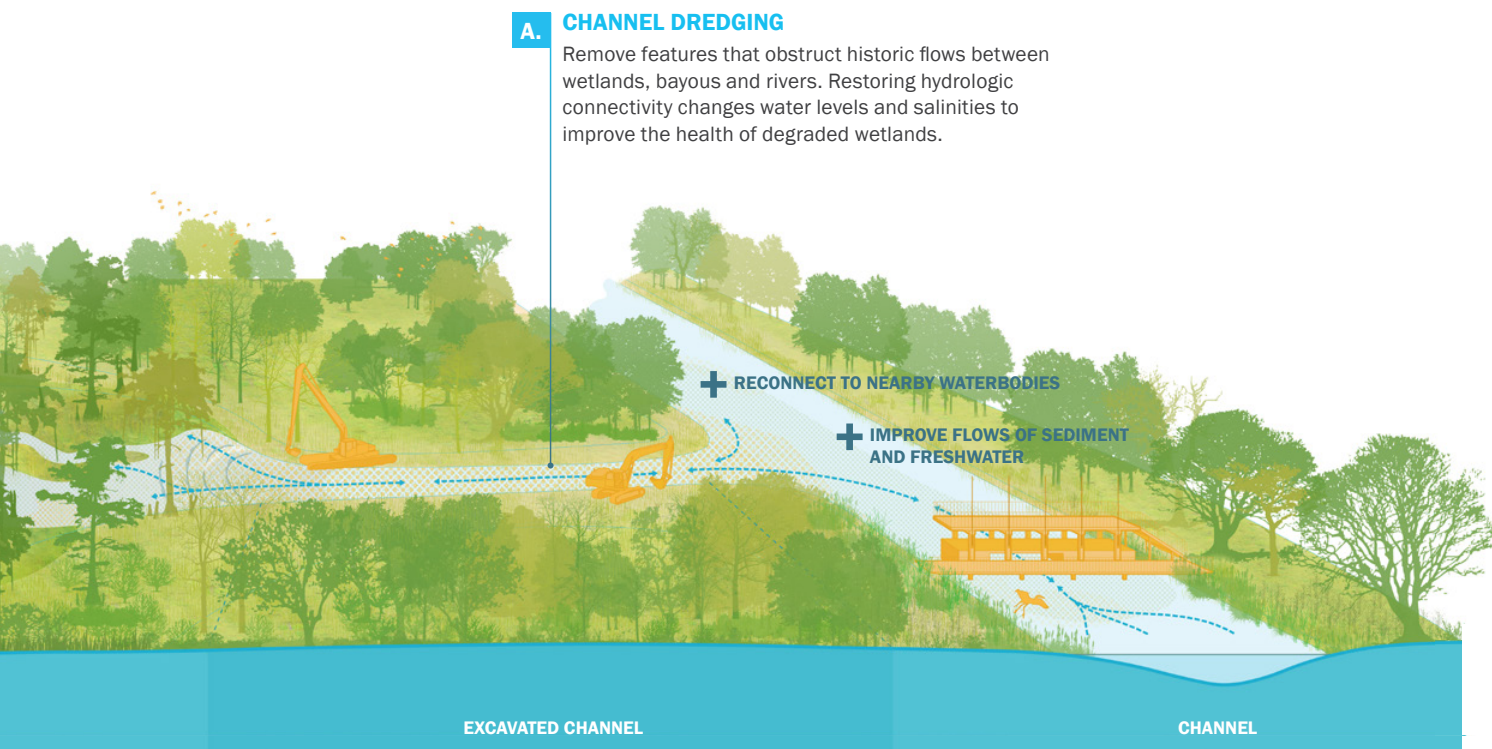 A.
CHANNEL DREDGING
Remove features that obstruct historic flows between
wetlands, bayous and rivers. Restoring hydrologic
connectivity changes water levels and salinities to
improve the health of degraded wetlands.
RECONNECT TO NEARBY WATERBODIES
IMPROVE FLOWS OF SEDIMENT
AND FRESHWATER
EXCAVATED CHANNEL
CHANNEL